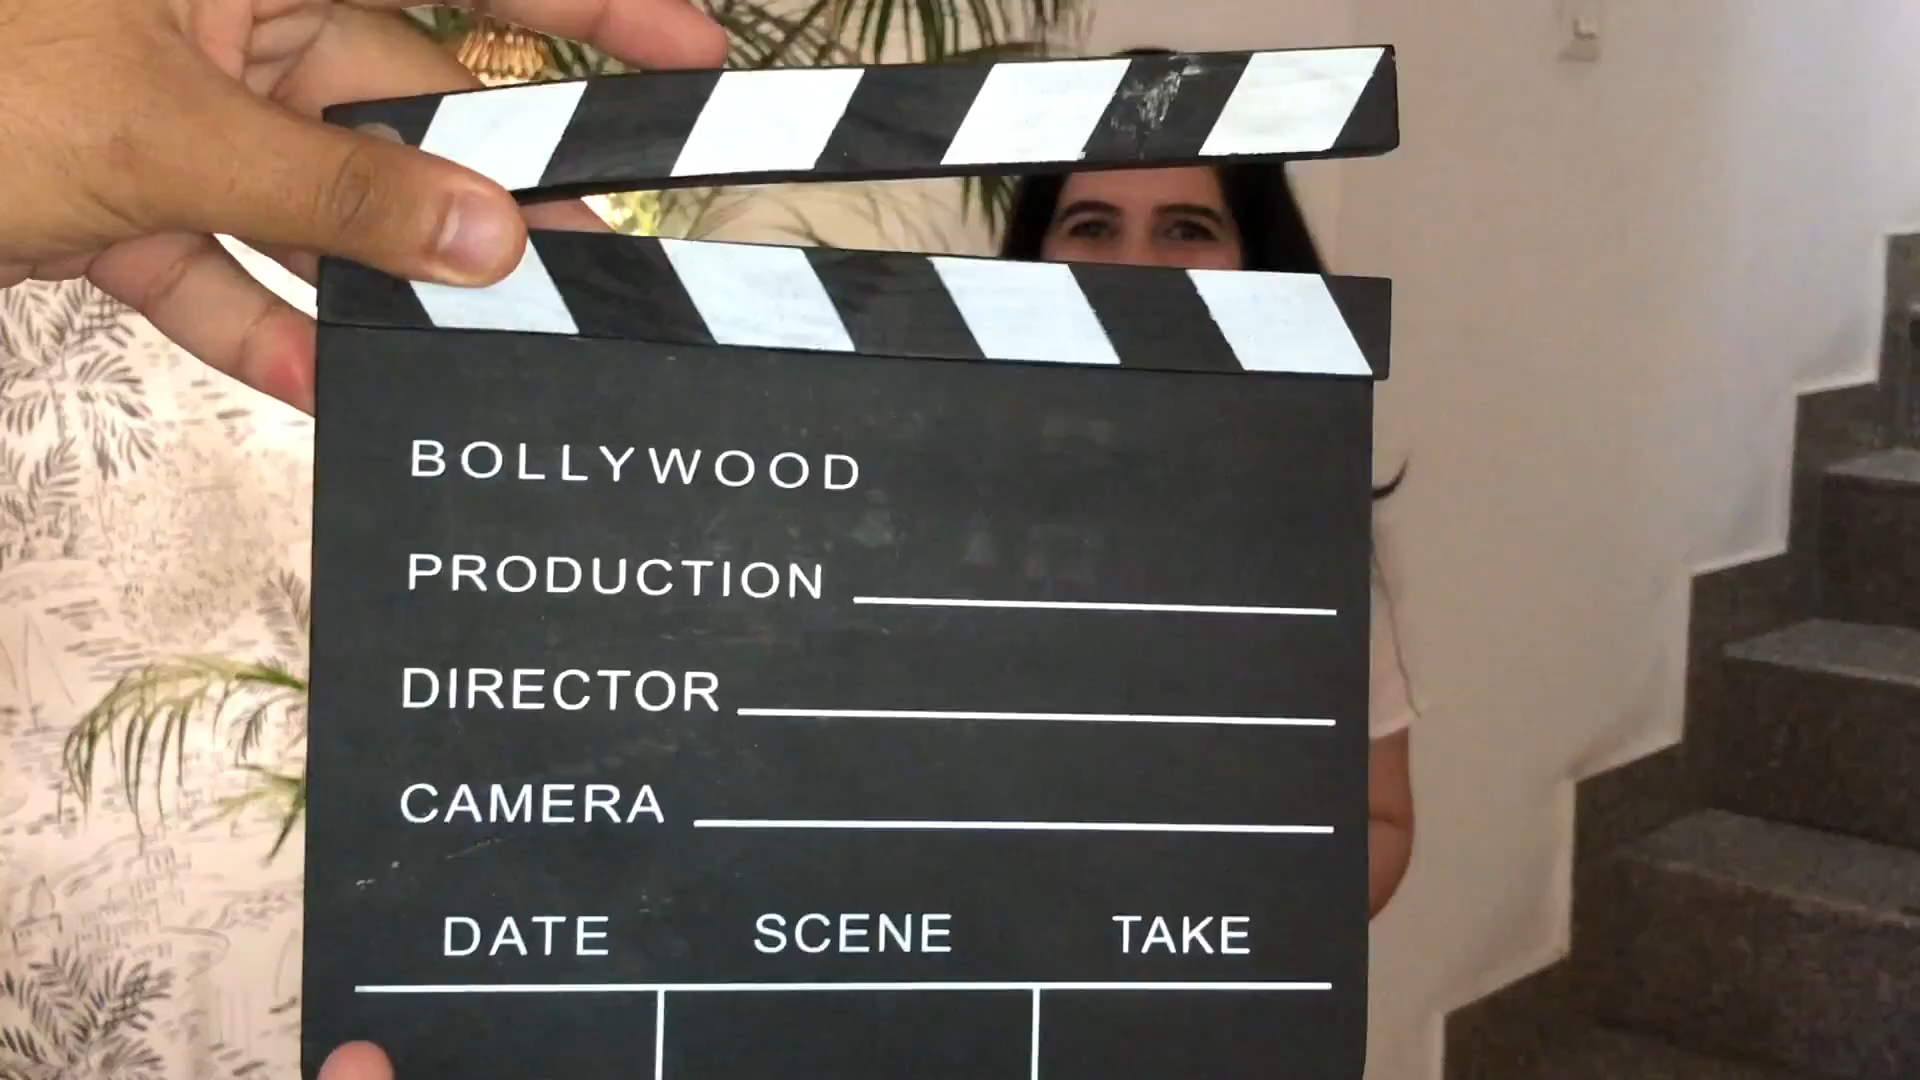 BOLLYWOOD
PRODUCTION
DIRECTOR
CAMERA
DATE SCENE TAKE